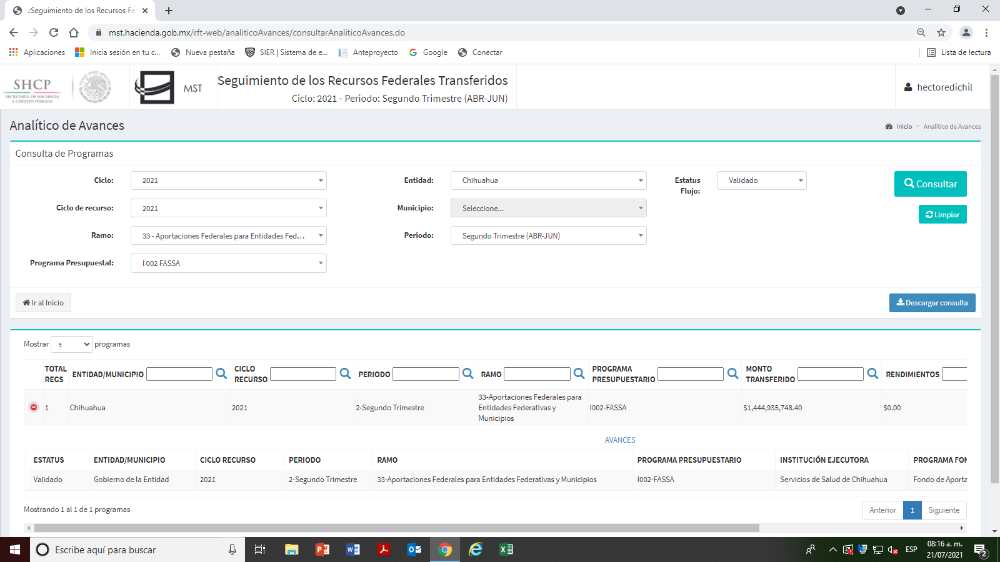 .:Seguimiento de los Recursos Fe
mst.hacienda.gob.mx/rft-web/analiticoAvances/consultarAnaliticoAvances.do
Aplicaciones
Inicia sesión en tu c...
Nueva pestaña
SIER | Sistema de e...
Anteproyecto
Google
Conectar
Lista de lectura
SHCP
SECRETARÍA DE HACIENDA
Y CRÉDITO PÚBLICO
MST
Seguimiento de los Recursos Federales Transferidos
Ciclo: 2021 - Periodo: Segundo Trimestre (ABR-JUN)
hectoredichil
Analítico de Avances
Inicio > Analítico de Avances
Consulta de Programas
Ciclo: 2021
Entidad: Chihuahua
Estatus Flujo: Validado
Consultar
Ciclo de recurso: 2021
Municipio: Seleccione...
Limpiar
Ramo: 33 - Aportaciones Federales para Entidades Fed...
Periodo: Segundo Trimestre (ABR-JUN)
Programa Presupuestal: I 002 FASSA
Ir al Inicio
Descargar consulta
Mostrar 5 programas
TOTAL REGS ENTIDAD/MUNICIPIO CICLO RECURSO PERIODO RAMO PROGRAMA PRESUPUESTARIO MONTO TRANSFERIDO RENDIMIENTOS
1 Chihuahua 2021 2-Segundo Trimestre 33-Aportaciones Federales para Entidades Federativas y Municipios I002-FASSA $1,444,935,748.40 $0.00
AVANCES
ESTATUS ENTIDAD/MUNICIPIO CICLO RECURSO PERIODO RAMO PROGRAMA PRESUPUESTARIO INSTITUCIÓN EJECUTORA PROGRAMA FON
Validado Gobierno de la Entidad 2021 2-Segundo Trimestre 33-Aportaciones Federales para Entidades Federativas y Municipios I002-FASSA Servicios de Salud de Chihuahua Fondo de Aporta
Mostrando 1 al 1 de 1 programas
Anterior 1 Siguiente
Escribe aquí para buscar
ESP
08:16 a. m.
21/07/2021
2